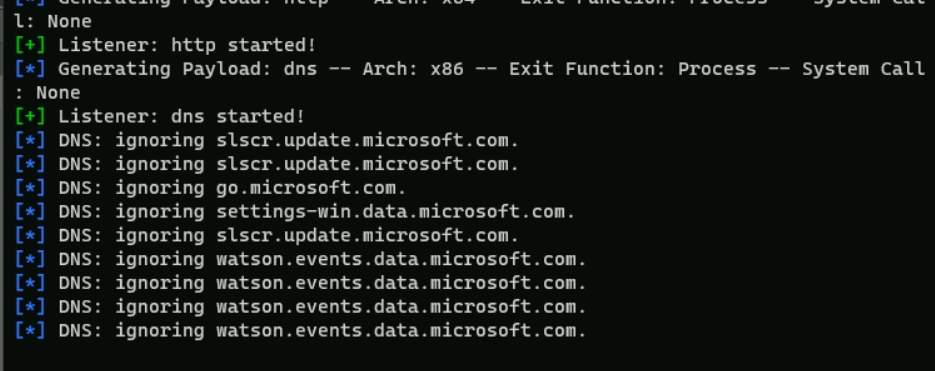 [*] Generating Payload: http -- Arch: x64 -- Exit Function: Process -- System Cal
l: None
[+] Listener: http started!
[*] Generating Payload: dns -- Arch: x86 -- Exit Function: Process -- System Call
: None
[+] Listener: dns started!
[*] DNS: ignoring slscr.update.microsoft.com.
[*] DNS: ignoring slscr.update.microsoft.com.
[*] DNS: ignoring go.microsoft.com.
[*] DNS: ignoring settings-win.data.microsoft.com.
[*] DNS: ignoring slscr.update.microsoft.com.
[*] DNS: ignoring watson.events.data.microsoft.com.
[*] DNS: ignoring watson.events.data.microsoft.com.
[*] DNS: ignoring watson.events.data.microsoft.com.
[*] DNS: ignoring watson.events.data.microsoft.com.